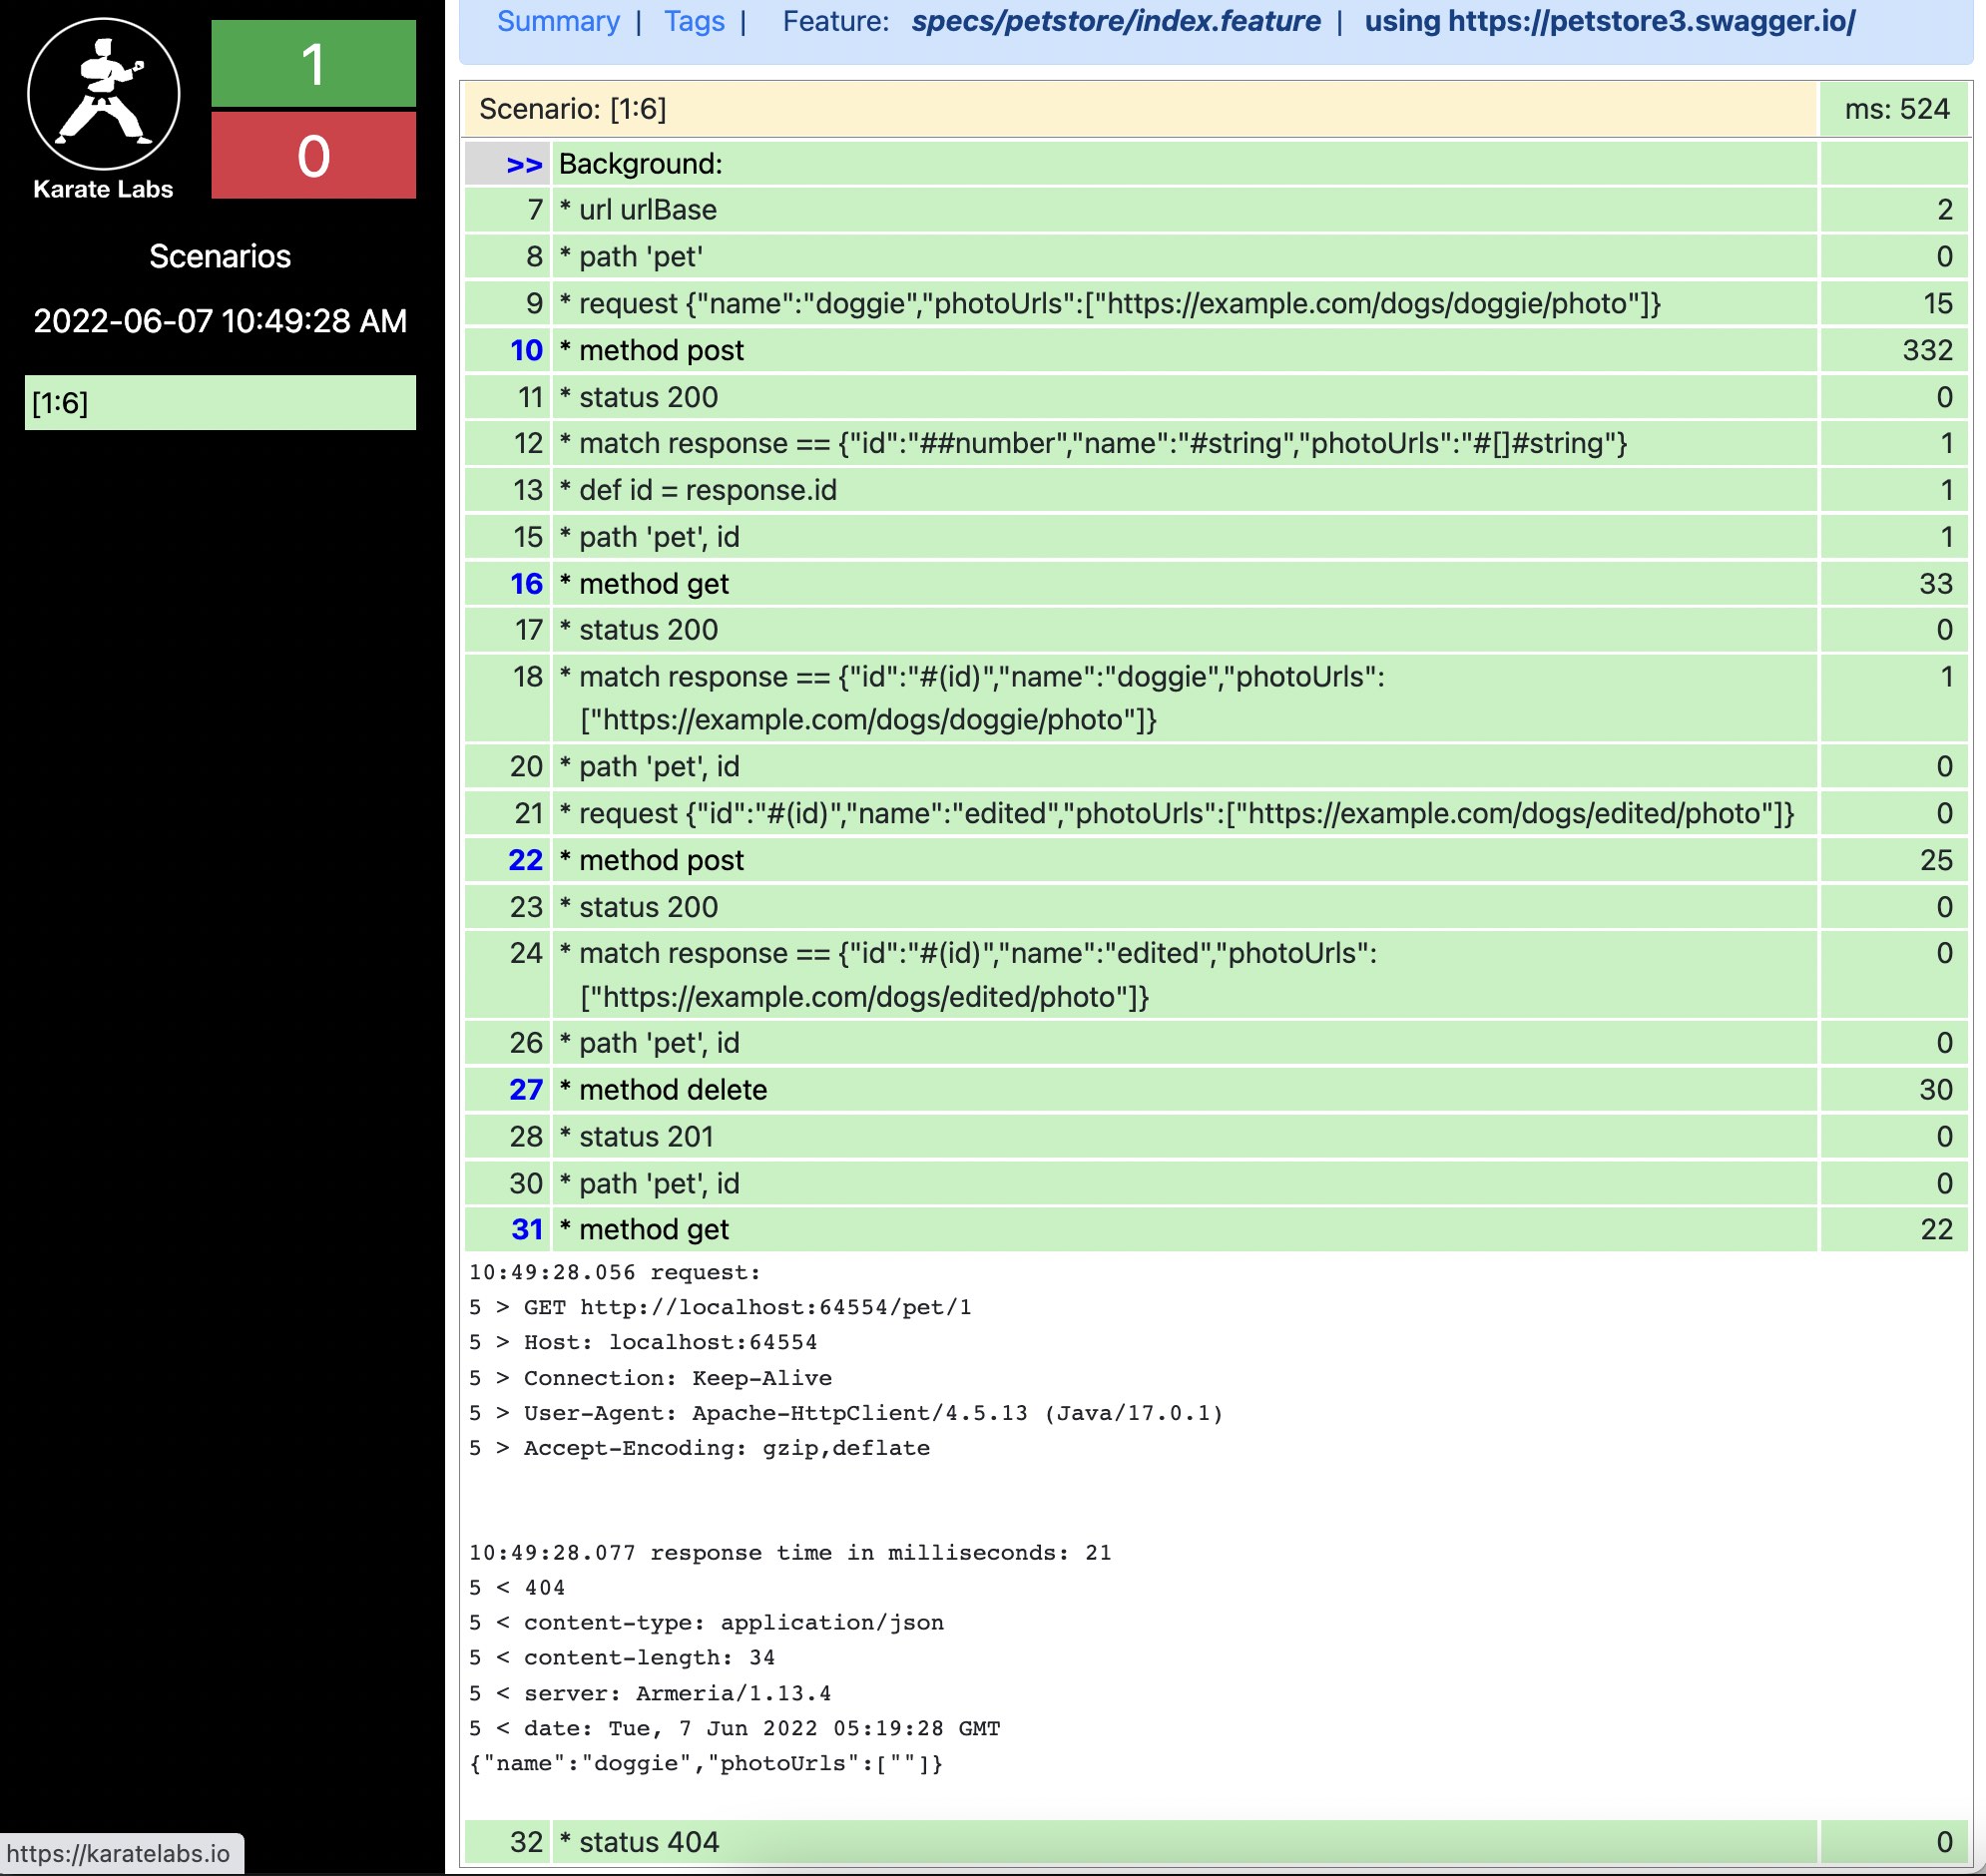 Karate Labs
1
0
Scenarios
2022-06-07 10:49:28 AM
[1:6]
Summary | Tags | Feature: specs/petstore/index.feature | using https://petstore3.swagger.io/
Scenario: [1:6] ms: 524
>> Background:
7 * url urlBase 2
8 * path 'pet' 0
9 * request {"name":"doggie","photoUrls":["https://example.com/dogs/doggie/photo"]} 15
10 * method post 332
11 * status 200 0
12 * match response == {"id":"##number","name":"#string","photoUrls":"#[]#string"} 1
13 * def id = response.id 1
15 * path 'pet', id 1
16 * method get 33
17 * status 200 0
18 * match response == {"id":"#(id)","name":"doggie","photoUrls": 1
["https://example.com/dogs/doggie/photo"]}
20 * path 'pet', id 0
21 * request {"id":"#(id)","name":"edited","photoUrls":["https://example.com/dogs/edited/photo"]} 0
22 * method post 25
23 * status 200 0
24 * match response == {"id":"#(id)","name":"edited","photoUrls": 0
["https://example.com/dogs/edited/photo"]}
26 * path 'pet', id 0
27 * method delete 30
28 * status 201 0
30 * path 'pet', id 0
31 * method get 22
10:49:28.056 request:
5 > GET http://localhost:64554/pet/1
5 > Host: localhost:64554
5 > Connection: Keep-Alive
5 > User-Agent: Apache-HttpClient/4.5.13 (Java/17.0.1)
5 > Accept-Encoding: gzip,deflate
10:49:28.077 response time in milliseconds: 21
5 < 404
5 < content-type: application/json
5 < content-length: 34
5 < server: Armeria/1.13.4
5 < date: Tue, 7 Jun 2022 05:19:28 GMT
{"name":"doggie","photoUrls":[""]}
32 * status 404 0
https://karatelabs.io